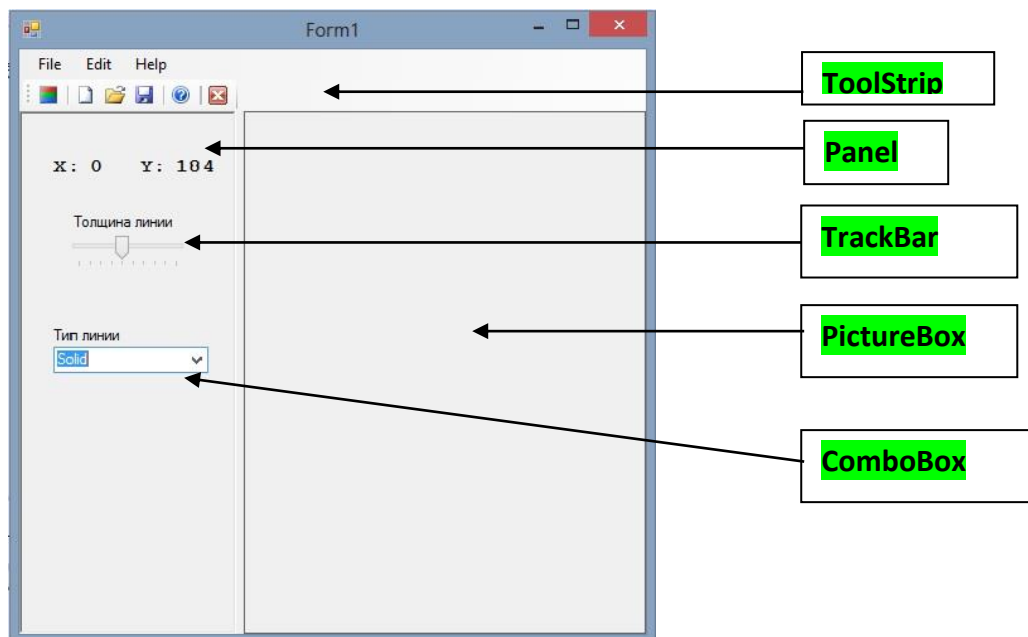 Form1
File Edit Help
X: 0 Y: 184
Толщина линии
Тип линии
Solid
ToolStrip
Panel
TrackBar
PictureBox
ComboBox